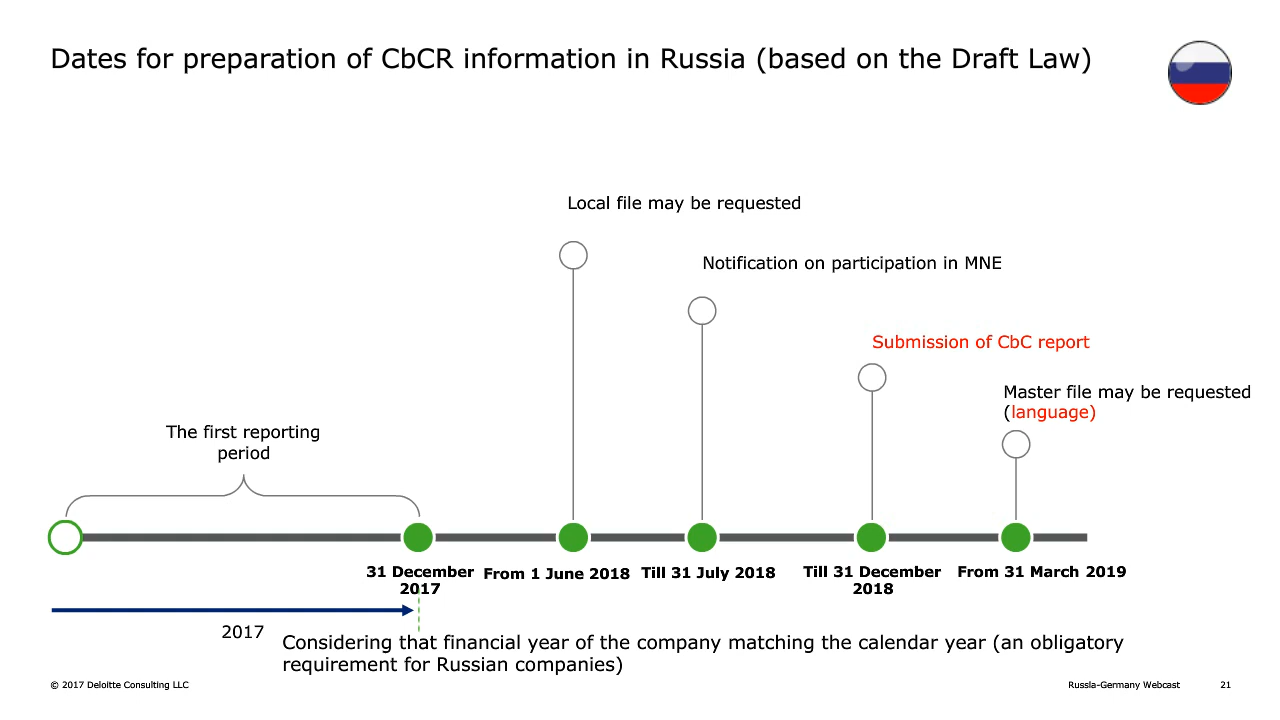 Dates for preparation of CbCR information in Russia (based on the Draft Law)
Local file may be requested
Notification on participation in MNE
Submission of CbC report
Master file may be requested
(language)
The first reporting
period
31 December
2017
From 1 June 2018
Till 31 July 2018
Till 31 December
2018
From 31 March 2019
2017
Considering that financial year of the company matching the calendar year (an obligatory
requirement for Russian companies)
© 2017 Deloitte Consulting LLC
Russla-Germany Webcast
21